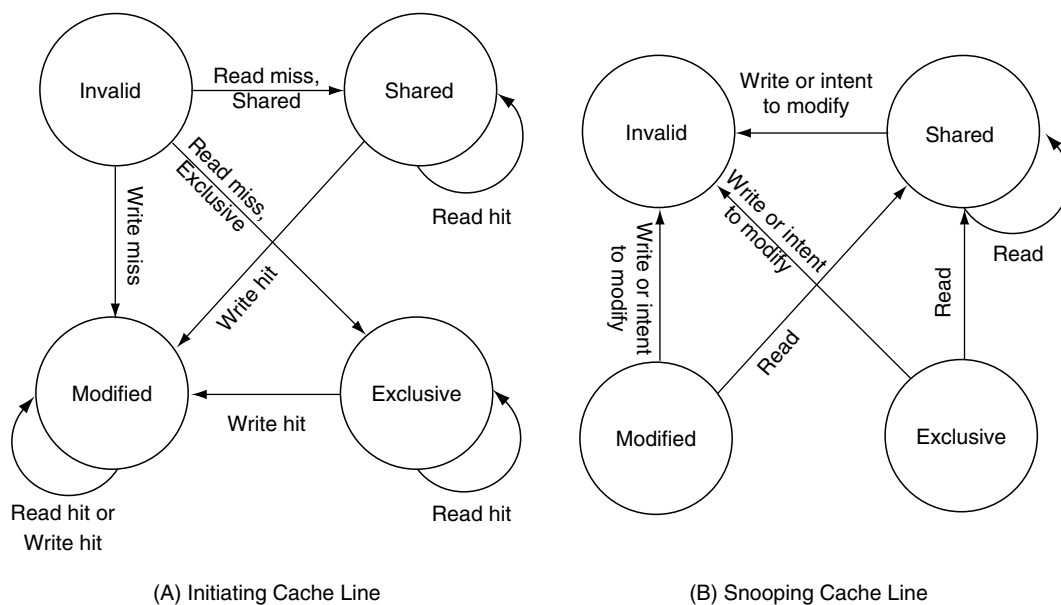 Invalid
Read miss,
Shared
Shared
Read hit
Read miss,
Exclusive
Write miss
Write hit
Modified
Write hit
Exclusive
Read hit or
Write hit
Read hit
(A) Initiating Cache Line
Invalid
Write or intent
to modify
Shared
Read
Write or intent
to modify
Write or intent
to modify
Read
Read
Modified
Exclusive
(B) Snooping Cache Line